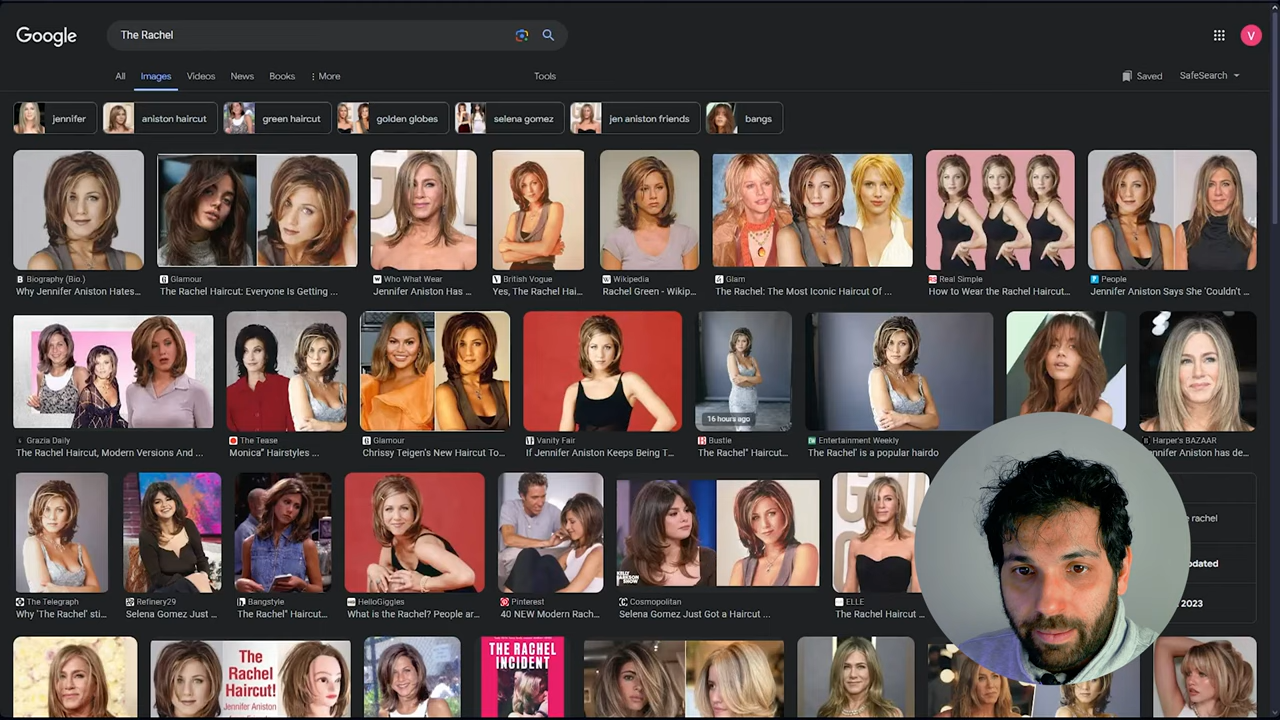 Google
The Rachel
V
All Images Videos News Books More Tools
Saved SafeSearch
jennifer aniston haircut green haircut golden globes selena gomez jen aniston friends bangs
Biography (Bio.) Glamour Who What Wear British Vogue Wikipedia Glam Real Simple People
Why Jennifer Aniston Hates… The Rachel Haircut: Everyone Is Getting ... Jennifer Aniston Has ... Yes, The Rachel Hai… Rachel Green - Wikip… The Rachel: The Most Iconic Haircut Of ... How to Wear the Rachel Haircut… Jennifer Aniston Says She 'Couldn't ...
16 hours ago
Grazia Daily The Tease Glamour Vanity Fair Bustle Entertainment Weekly Harper's BAZAAR
The Rachel Haircut, Modern Versions And ... Monica" Hairstyles ... Chrissy Teigen's New Haircut To… If Jennifer Aniston Keeps Being T… The Rachel" Haircut… The Rachel' is a popular hairdo ennifer Aniston has de…
KELLY
CLARKSON
SHOW
e rachel
pdated
2023
The Telegraph Refinery29 Bangstyle HelloGiggles Pinterest Cosmopolitan ELLE
Why 'The Rachel' sti… Selena Gomez Just ... The Rachel" Haircut… What is the Rachel? People ar… 40 NEW Modern Rach… Selena Gomez Just Got a Haircut ... The Rachel Haircut ...
The
Rachel
Haircut!
Jennifer Aniston
THE RACHEL
INCIDENT